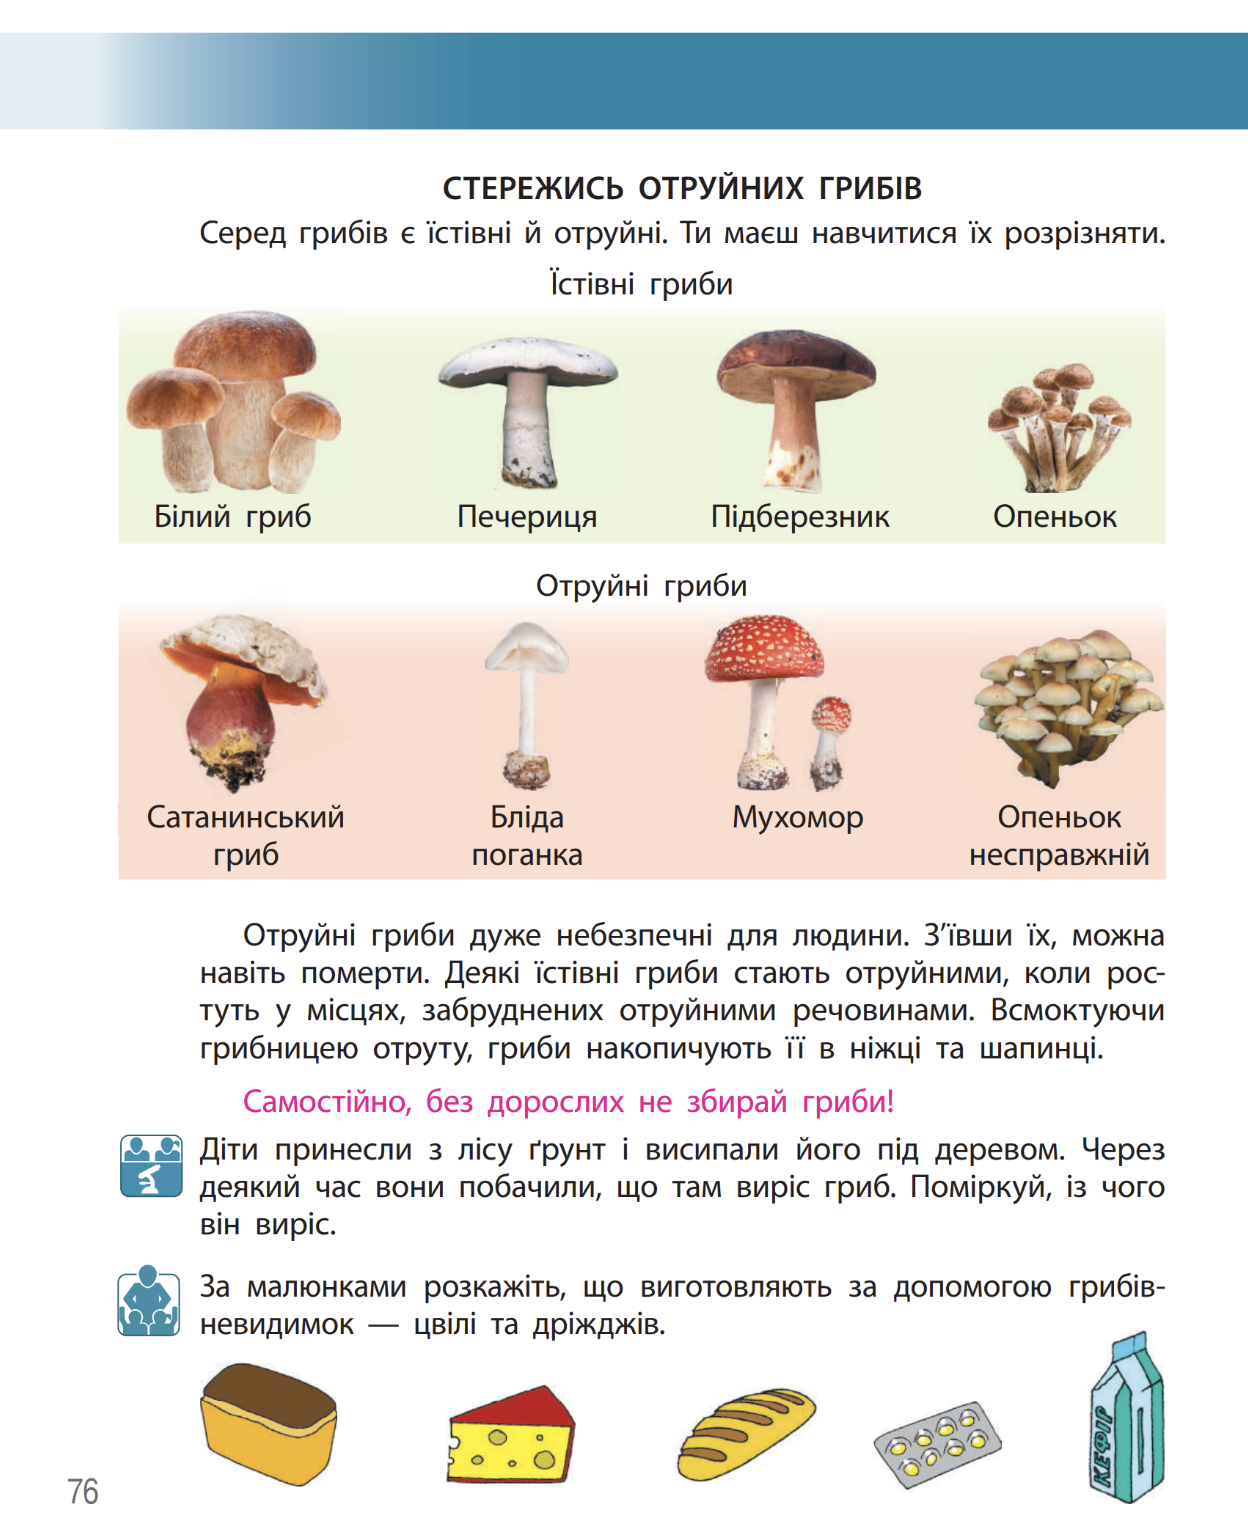 СТЕРЕЖИСЬ ОТРУЙНИХ ГРИБІВ
Серед грибів є їстівні й отруйні. Ти маєш навчитися їх розрізняти.
Їстівні гриби
Білий гриб
Печериця
Підберезник
Опеньок
Отруйні гриби
Сатанинський
гриб
Бліда
поганка
Мухомор
Опеньок
несправжній
Отруйні гриби дуже небезпечні для людини. З’ївши їх, можна
навіть померти. Деякі їстівні гриби стають отруйними, коли рос-
туть у місцях, забруднених отруйними речовинами. Всмоктуючи
грибницею отруту, гриби накопичують її в ніжці та шапинці.
Самостійно, без дорослих не збирай гриби!
Діти принесли з лісу ґрунт і висипали його під деревом. Через
деякий час вони побачили, що там виріс гриб. Поміркуй, із чого
він виріс.
За малюнками розкажіть, що виготовляють за допомогою грибів-
невидимок — цвілі та дріжджів.
КЕФІР
76